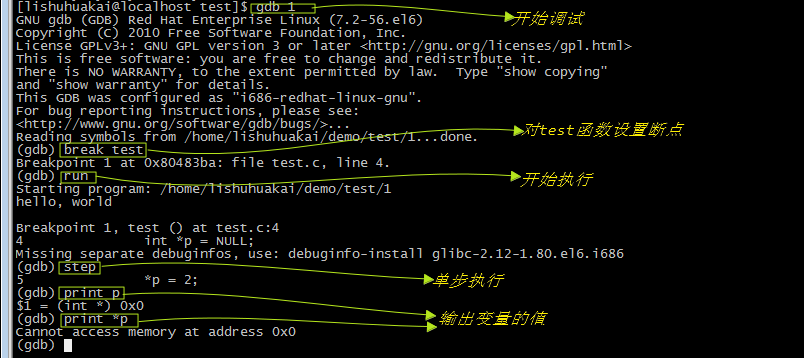 [lishuhuakai@localhost test]$ gdb 1
开始调试
GNU gdb (GDB) Red Hat Enterprise Linux (7.2-56.el6)
Copyright (C) 2010 Free Software Foundation, Inc.
License GPLv3+: GNU GPL version 3 or later <http://gnu.org/licenses/gpl.html>
This is free software: you are free to change and redistribute it.
There is NO WARRANTY, to the extent permitted by law.  Type "show copying"
and "show warranty" for details.
This GDB was configured as "i686-redhat-linux-gnu".
For bug reporting instructions, please see:
<http://www.gnu.org/software/gdb/bugs/>...
Reading symbols from /home/lishuhuakai/demo/test/1...done.
对test函数设置断点
(gdb) break test
Breakpoint 1 at 0x80483ba: file test.c, line 4.
(gdb) run
开始执行
Starting program: /home/lishuhuakai/demo/test/1
hello, world
Breakpoint 1, test () at test.c:4
4 int *p = NULL;
Missing separate debuginfos, use: debuginfo-install glibc-2.12-1.80.el6.i686
(gdb) step
单步执行
5 *p = 2;
(gdb) print p
$1 = (int *) 0x0
(gdb) print *p
输出变量的值
Cannot access memory at address 0x0
(gdb)